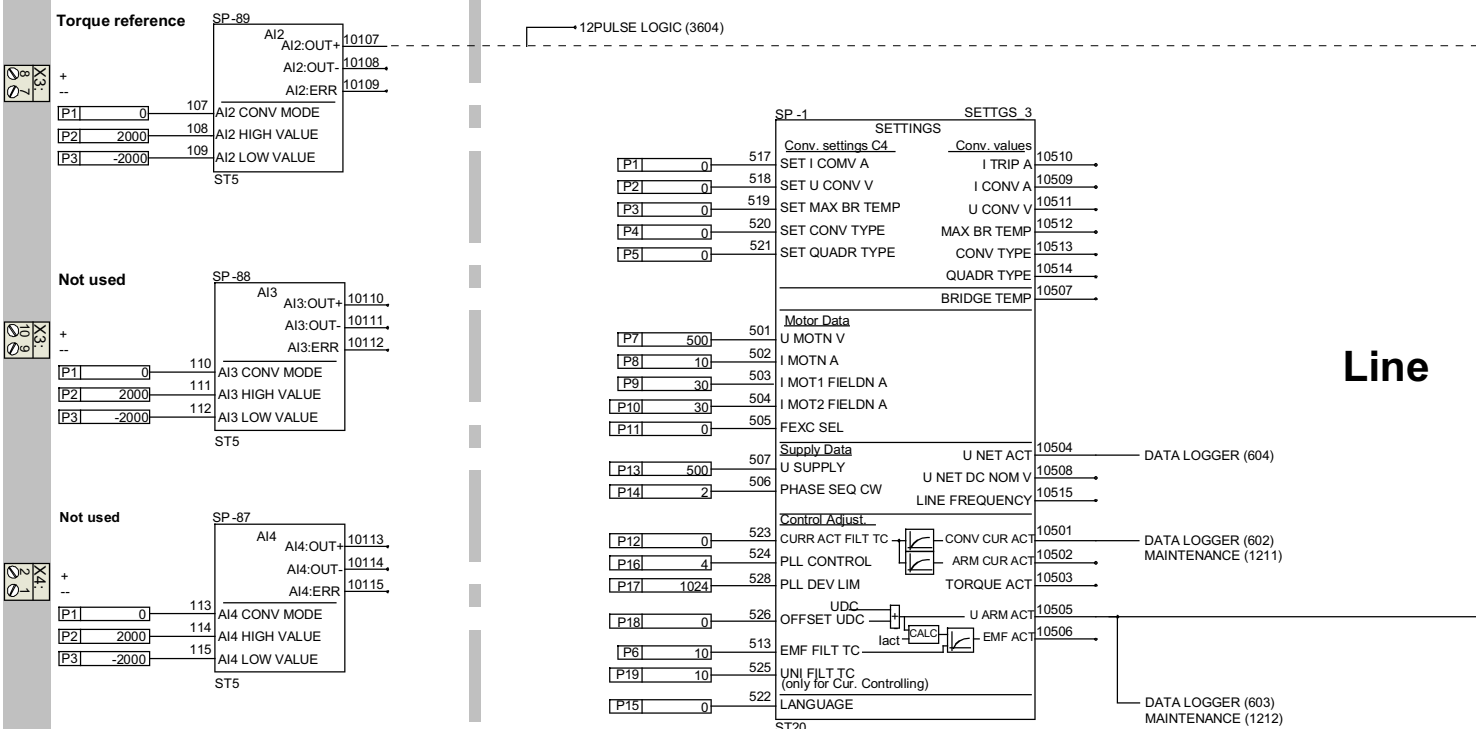 Torque reference
SP-89
AI2
AI2:OUT+ 10107
AI2:OUT- 10108
AI2:ERR 10109
X3:
8 7
+
--
P1 0 107 AI2 CONV MODE
P2 2000 108 AI2 HIGH VALUE
P3 -2000 109 AI2 LOW VALUE
ST5
12PULSE LOGIC (3604)
Not used
SP-88
AI3
AI3:OUT+ 10110
AI3:OUT- 10111
AI3:ERR 10112
X3:
10 9
+
--
P1 0 110 AI3 CONV MODE
P2 2000 111 AI3 HIGH VALUE
P3 -2000 112 AI3 LOW VALUE
ST5
Not used
SP-87
AI4
AI4:OUT+ 10113
AI4:OUT- 10114
AI4:ERR 10115
X4:
2 1
+
--
P1 0 113 AI4 CONV MODE
P2 2000 114 AI4 HIGH VALUE
P3 -2000 115 AI4 LOW VALUE
ST5
SP -1 SETTGS_3
SETTINGS
Conv. settings C4 Conv. values
P1 0 517 SET I COMV A I TRIP A 10510
P2 0 518 SET U CONV V I CONV A 10509
P3 0 519 SET MAX BR TEMP U CONV V 10511
P4 0 520 SET CONV TYPE MAX BR TEMP 10512
P5 0 521 SET QUADR TYPE CONV TYPE 10513
QUADR TYPE 10514
BRIDGE TEMP 10507
Motor Data
P7 500 501 U MOTN V
P8 10 502 I MOTN A
P9 30 503 I MOT1 FIELDN A
P10 30 504 I MOT2 FIELDN A
P11 0 505 FEXC SEL
Supply Data U NET ACT 10504 DATA LOGGER (604)
P13 500 507 U SUPPLY U NET DC NOM V 10508
P14 2 506 PHASE SEQ CW LINE FREQUENCY 10515
Control Adjust.
P12 0 523 CURR ACT FILT TC CONV CUR ACT 10501 DATA LOGGER (602)
MAINTENANCE (1211)
P16 4 524 PLL CONTROL ARM CUR ACT 10502
P17 1024 528 PLL DEV LIM TORQUE ACT 10503
UDC
P18 0 526 OFFSET UDC + U ARM ACT 10505
Iact CALC EMF ACT 10506
P6 10 513 EMF FILT TC
P19 10 525 UNI FILT TC
(only for Cur. Controlling)
P15 0 522 LANGUAGE
ST20
DATA LOGGER (603)
MAINTENANCE (1212)
Line